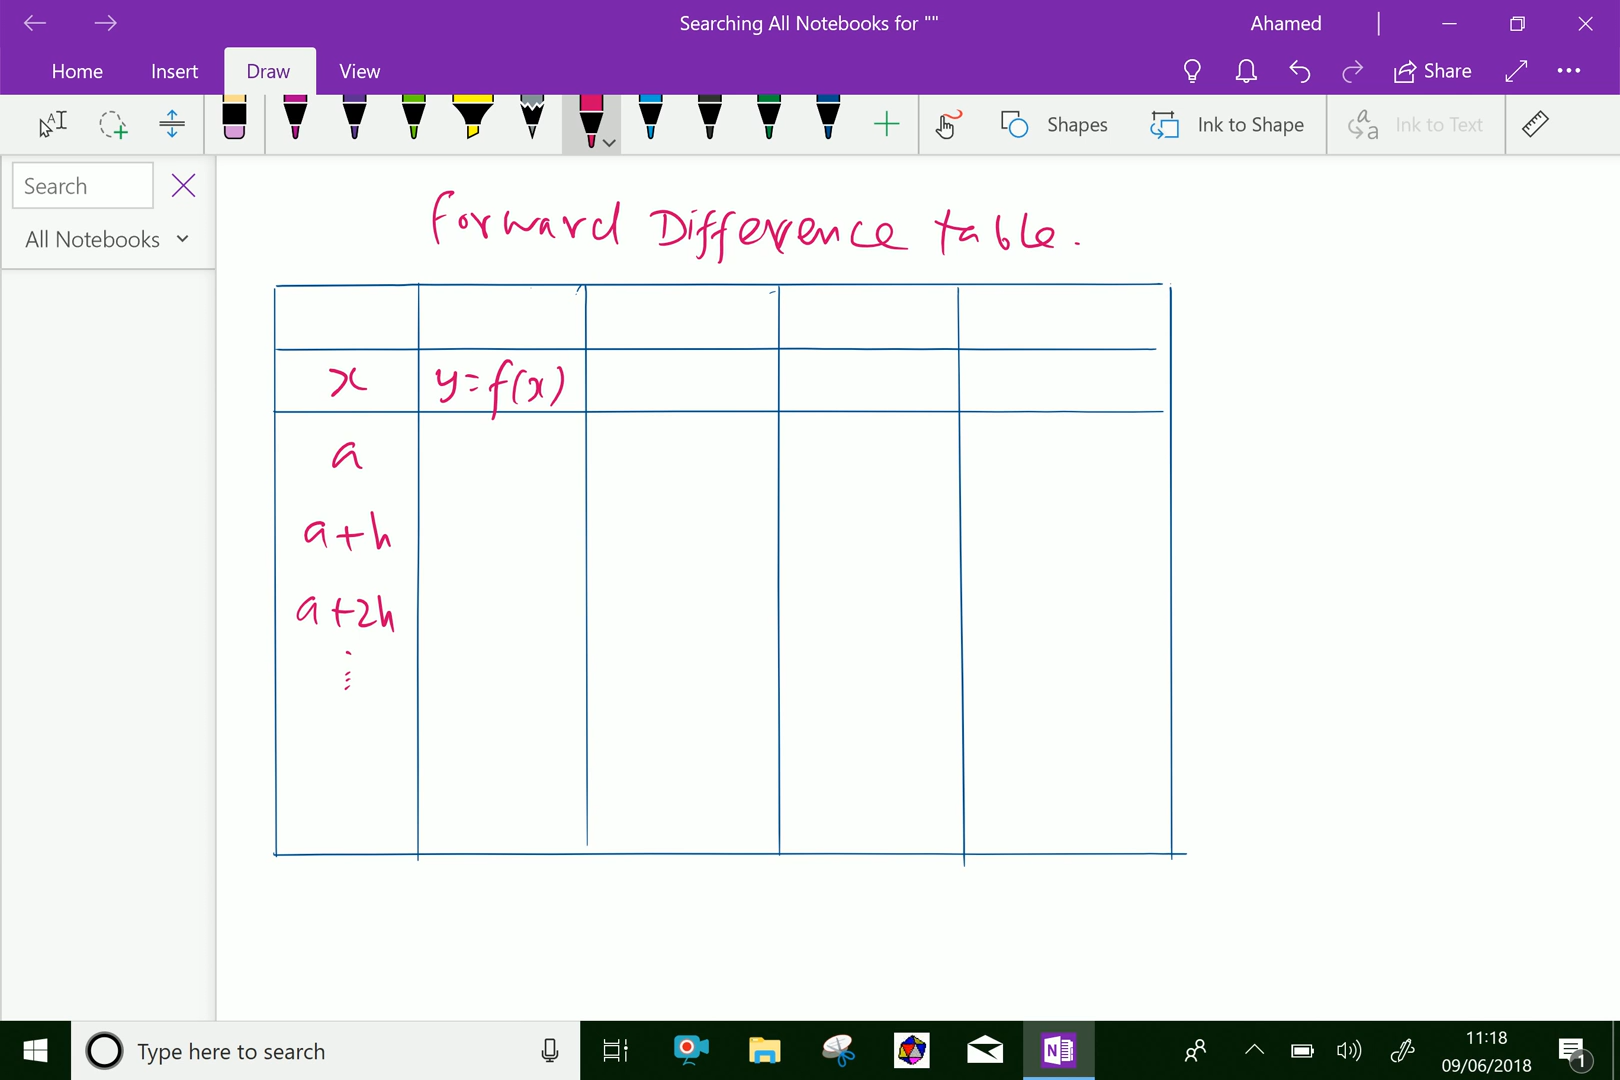 Searching All Notebooks for ""
Ahamed
Home Insert Draw View
Share
Shapes Ink to Shape Ink to Text
Search
All Notebooks
Forward Difference table.
x y=f(x)
a
a+h
a+2h
⋮
Type here to search
11:18
09/06/2018
1